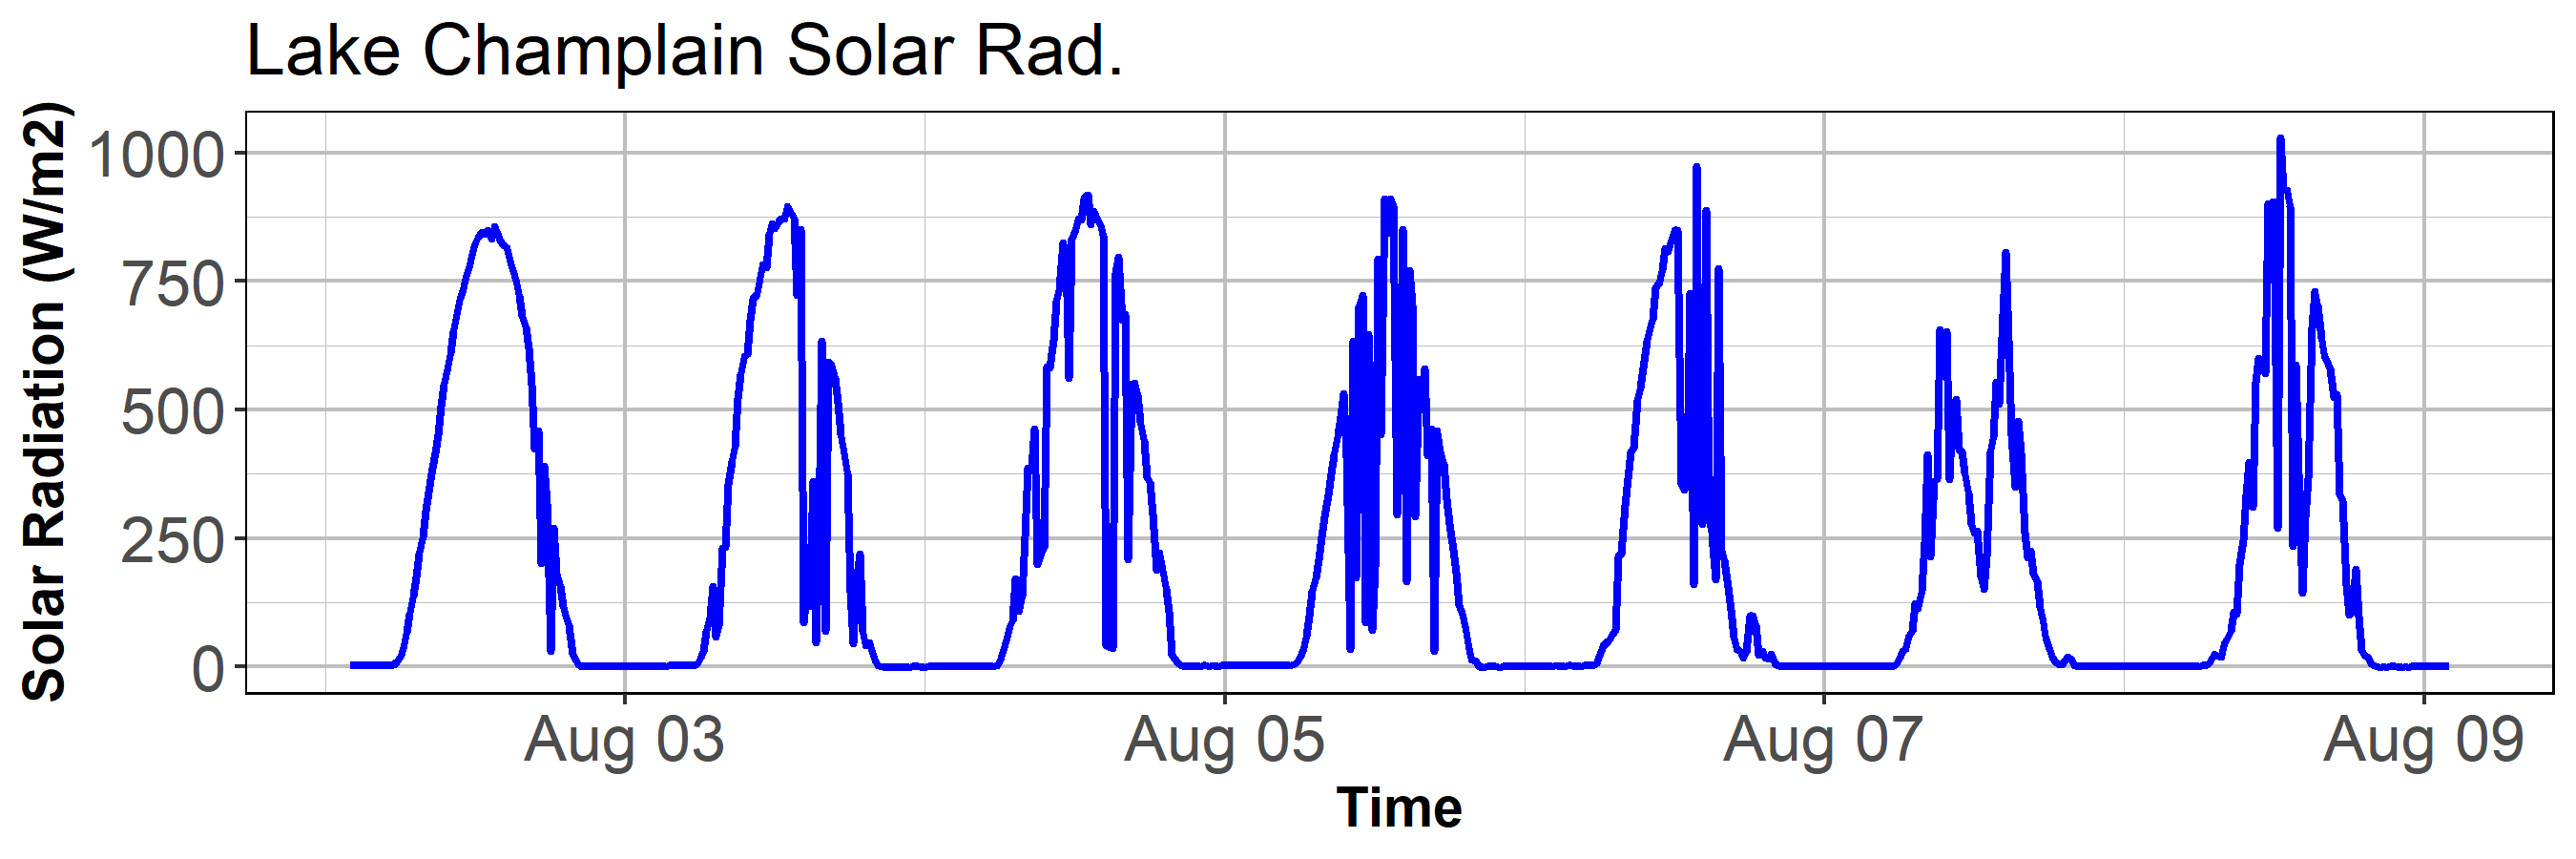 Lake Champlain Solar Rad.
Solar Radiation (W/m2)
1000
750
500
250
0
Aug 03
Aug 05
Aug 07
Aug 09
Time